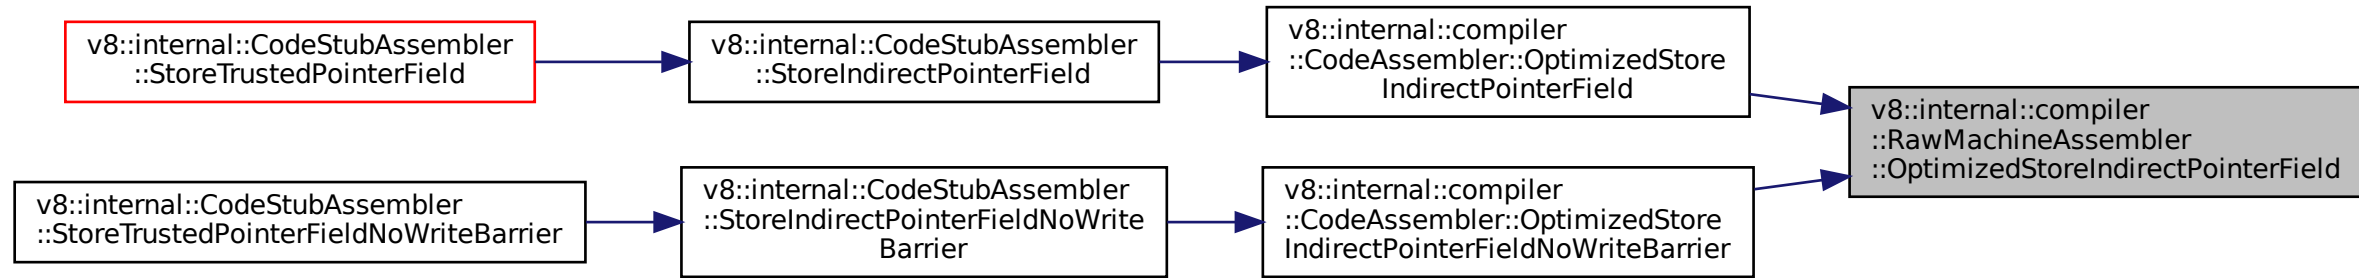 v8::internal::CodeStubAssembler
::StoreTrustedPointerField
v8::internal::CodeStubAssembler
::StoreIndirectPointerField
v8::internal::compiler
::CodeAssembler::OptimizedStore
IndirectPointerField
v8::internal::compiler
::RawMachineAssembler
::OptimizedStoreIndirectPointerField
v8::internal::CodeStubAssembler
::StoreTrustedPointerFieldNoWriteBarrier
v8::internal::CodeStubAssembler
::StoreIndirectPointerFieldNoWrite
Barrier
v8::internal::compiler
::CodeAssembler::OptimizedStore
IndirectPointerFieldNoWriteBarrier